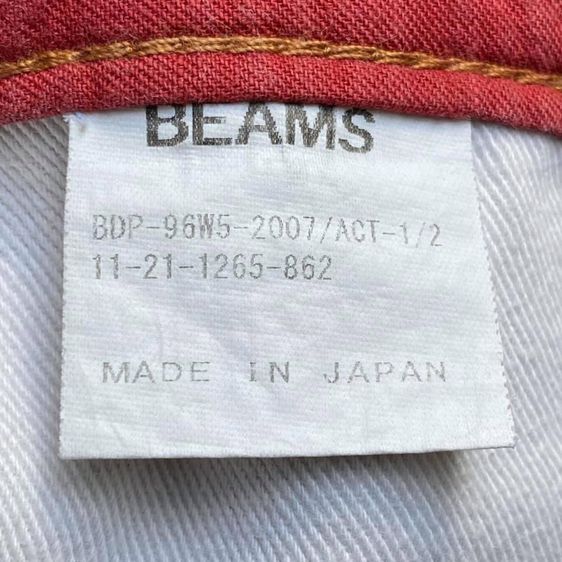 BEAMS
BDP-96W5-2007/ACT-1/2
11-21-1265-862
MADE IN JAPAN